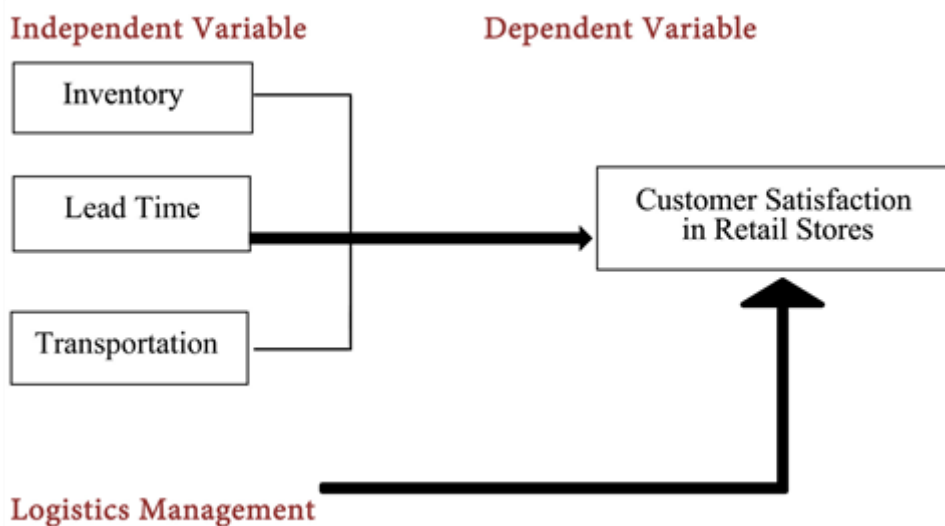 Independent Variable
Dependent Variable
Inventory
Lead Time
Transportation
Customer Satisfaction
in Retail Stores
Logistics Management